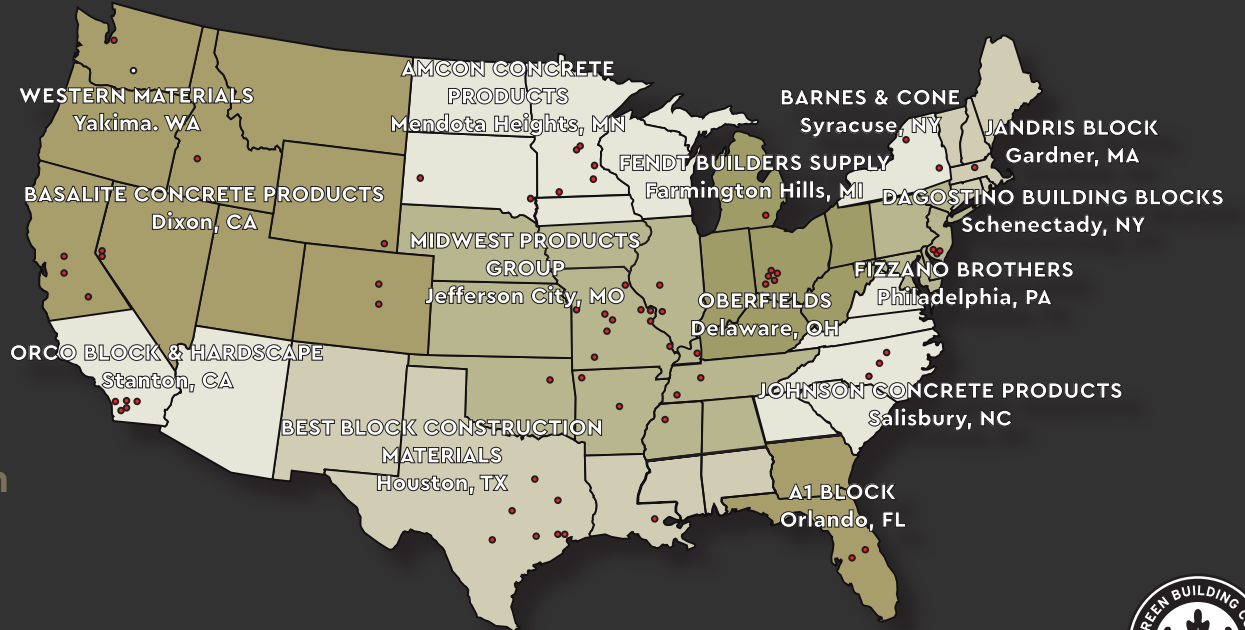 AMCON CONCRETE
PRODUCTS
Mendota Heights, MN
WESTERN MATERIALS
Yakima. WA
BARNES & CONE
Syracuse, NY
JANDRIS BLOCK
Gardner, MA
FENDT BUILDERS SUPPLY
Farmington Hills, MI
BASALITE CONCRETE PRODUCTS
Dixon, CA
DAGOSTINO BUILDING BLOCKS
Schenectady, NY
MIDWEST PRODUCTS
GROUP
Jefferson City, MO
FIZZANO BROTHERS
Philadelphia, PA
OBERFIELDS
Delaware, OH
ORCO BLOCK & HARDSCAPE
Stanton, CA
JOHNSON CONCRETE PRODUCTS
Salisbury, NC
BEST BLOCK CONSTRUCTION
MATERIALS
Houston, TX
A1 BLOCK
Orlando, FL
BUILDING